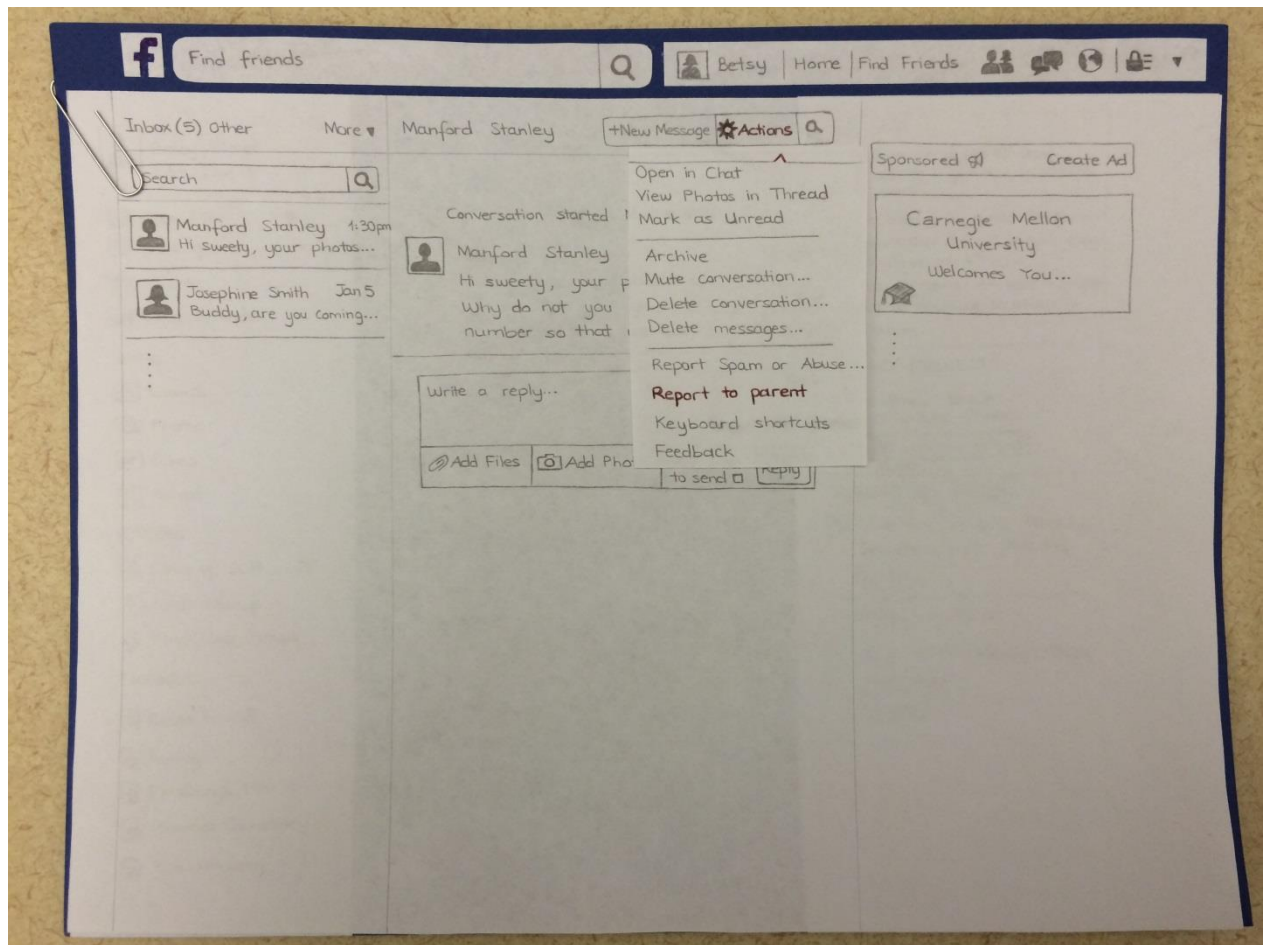 f Find friends
Betsy | Home | Find Friends
Inbox (5) Other More
Search
Manford Stanley 1:30pm
Hi sweety, your photos...
Josephine Smith Jan 5
Buddy, are you coming...
Manford Stanley
+New Message Actions
Conversation started
Manford Stanley
Hi sweety, your p
Why do not you
number so that
Write a reply...
Add Files Add Pho
to send Reply
Open in Chat
View Photos in Thread
Mark as Unread
Archive
Mute conversation...
Delete conversation...
Delete messages...
Report Spam or Abuse...
Report to parent
Keyboard shortcuts
Feedback
Sponsored Create Ad
Carnegie Mellon
University
Welcomes You...